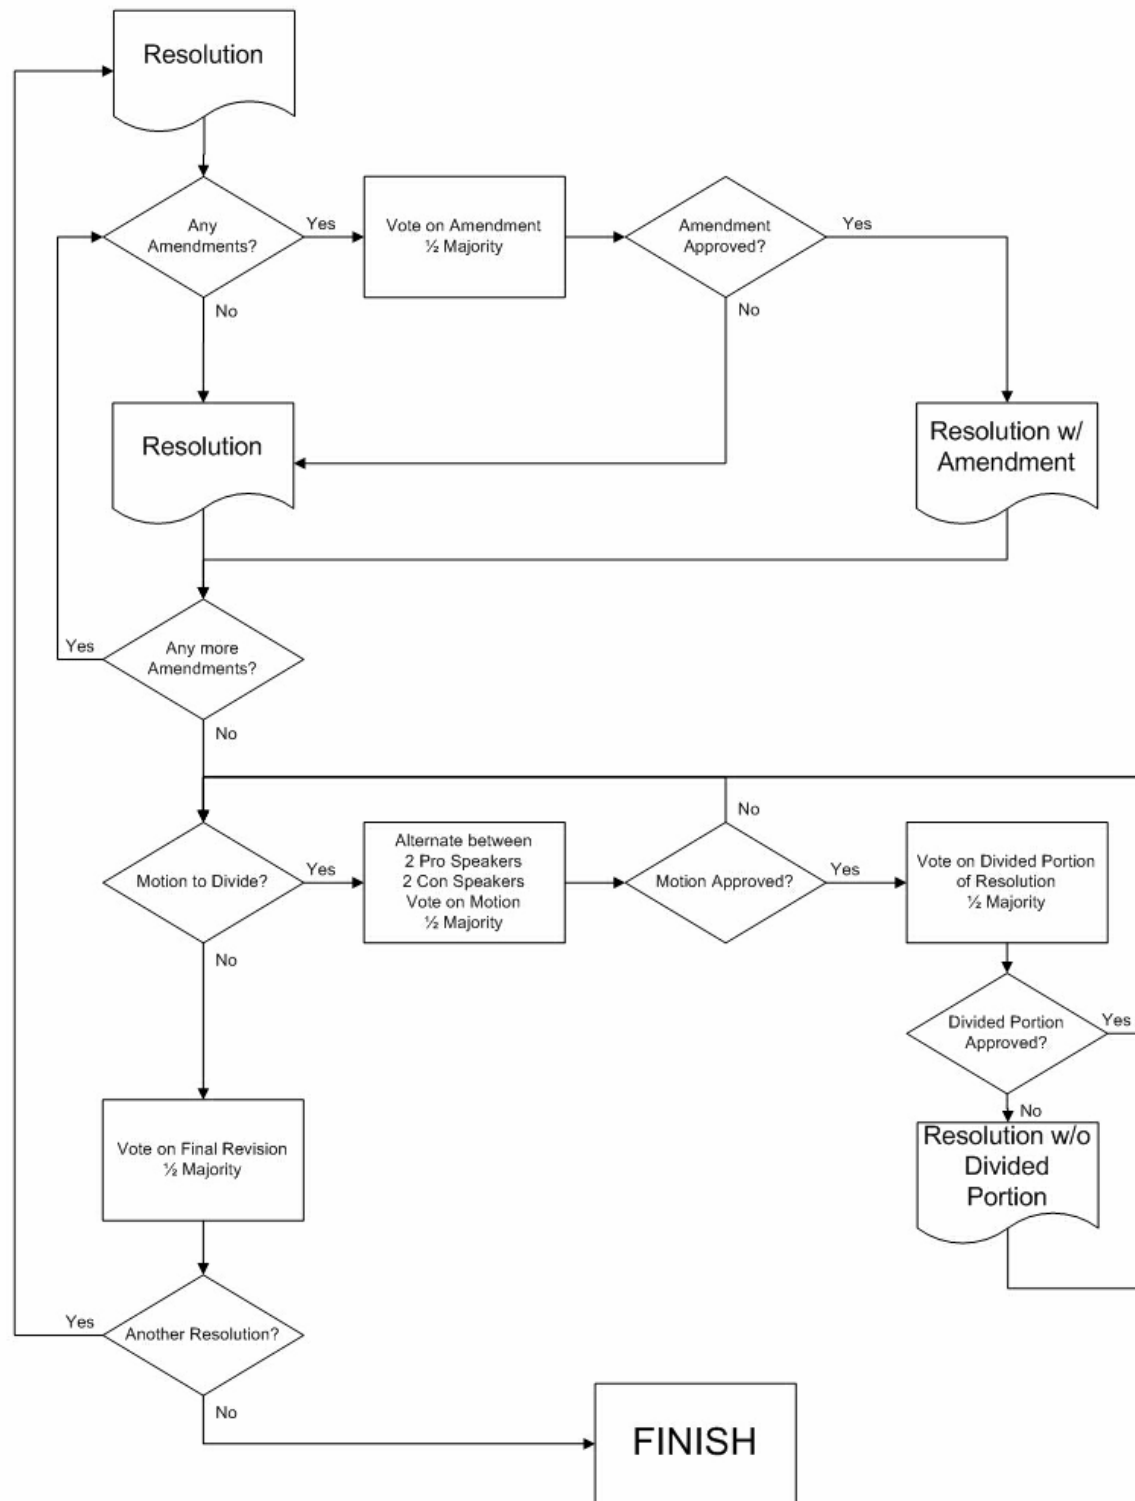 Resolution
Any
Amendments?
Yes
Vote on Amendment
½ Majority
Amendment
Approved?
Yes
No
No
Resolution
Resolution w/
Amendment
Yes
Any more
Amendments?
No
Motion to Divide?
Yes
Alternate between
2 Pro Speakers
2 Con Speakers
Vote on Motion
½ Majority
No
Motion Approved?
Yes
Vote on Divided Portion
of Resolution
½ Majority
No
Divided Portion
Approved?
Yes
No
Resolution w/o
Divided
Portion
Vote on Final Revision
½ Majority
Yes
Another Resolution?
No
FINISH